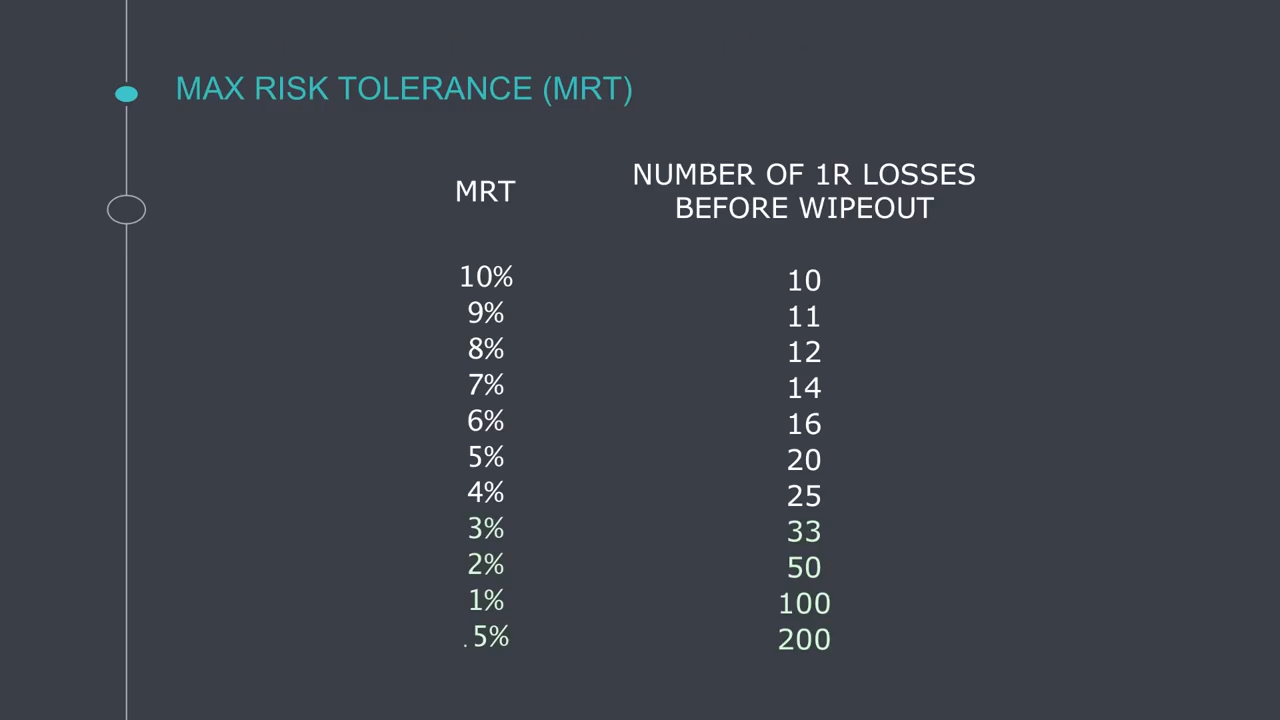 MAX RISK TOLERANCE (MRT)
MRT
NUMBER OF 1R LOSSES
BEFORE WIPEOUT
10% 10
9% 11
8% 12
7% 14
6% 16
5% 20
4% 25
3% 33
2% 50
1% 100
.5% 200